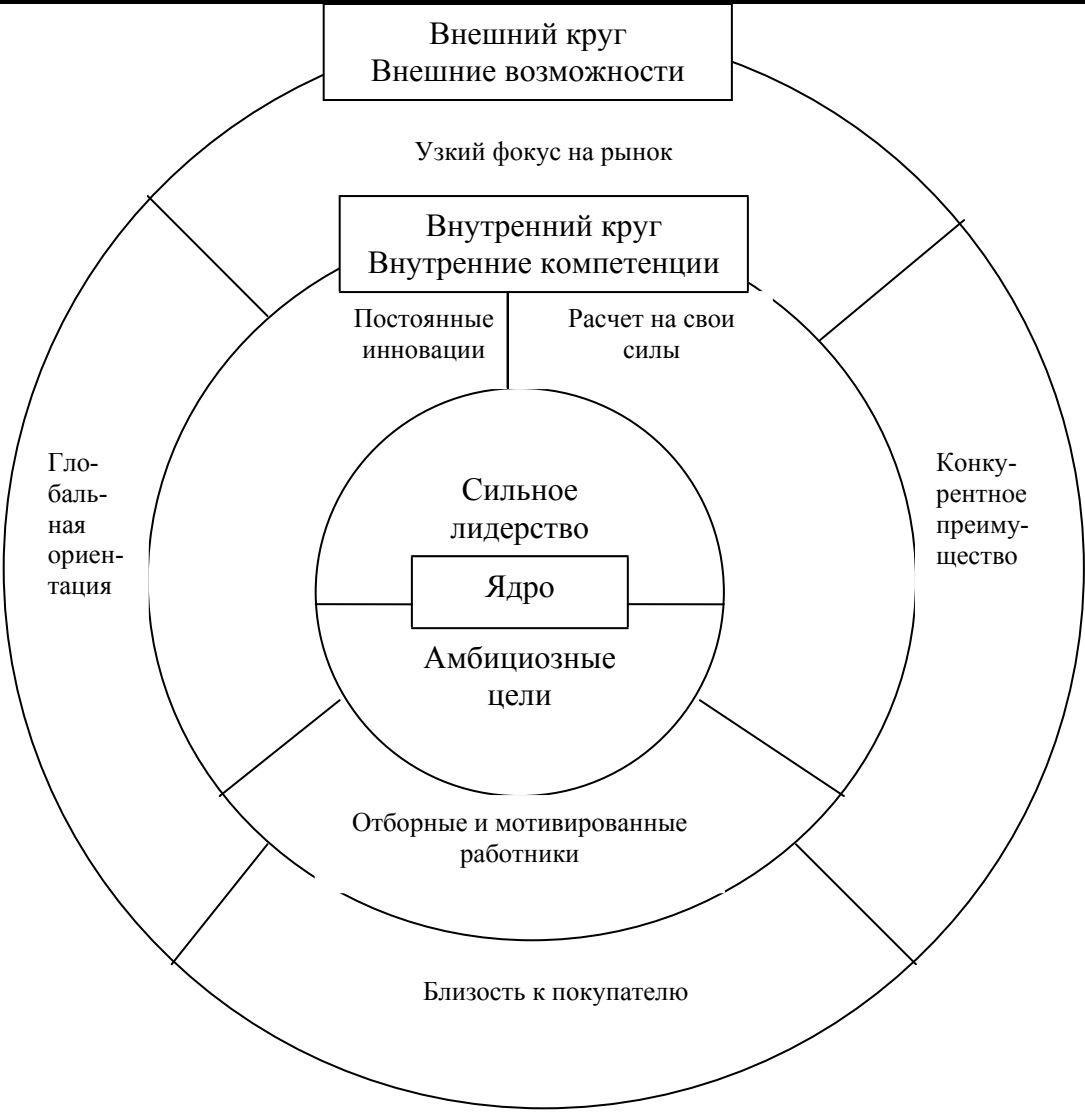 Внешний круг
Внешние возможности
Узкий фокус на рынок
Внутренний круг
Внутренние компетенции
Постоянные
инновации
Расчет на свои
силы
Гло-
баль-
ная
ориен-
тация
Сильное
лидерство
Ядро
Амбициозные
цели
Конку-
рентное
преиму-
щество
Отборные и мотивированные
работники
Близость к покупателю